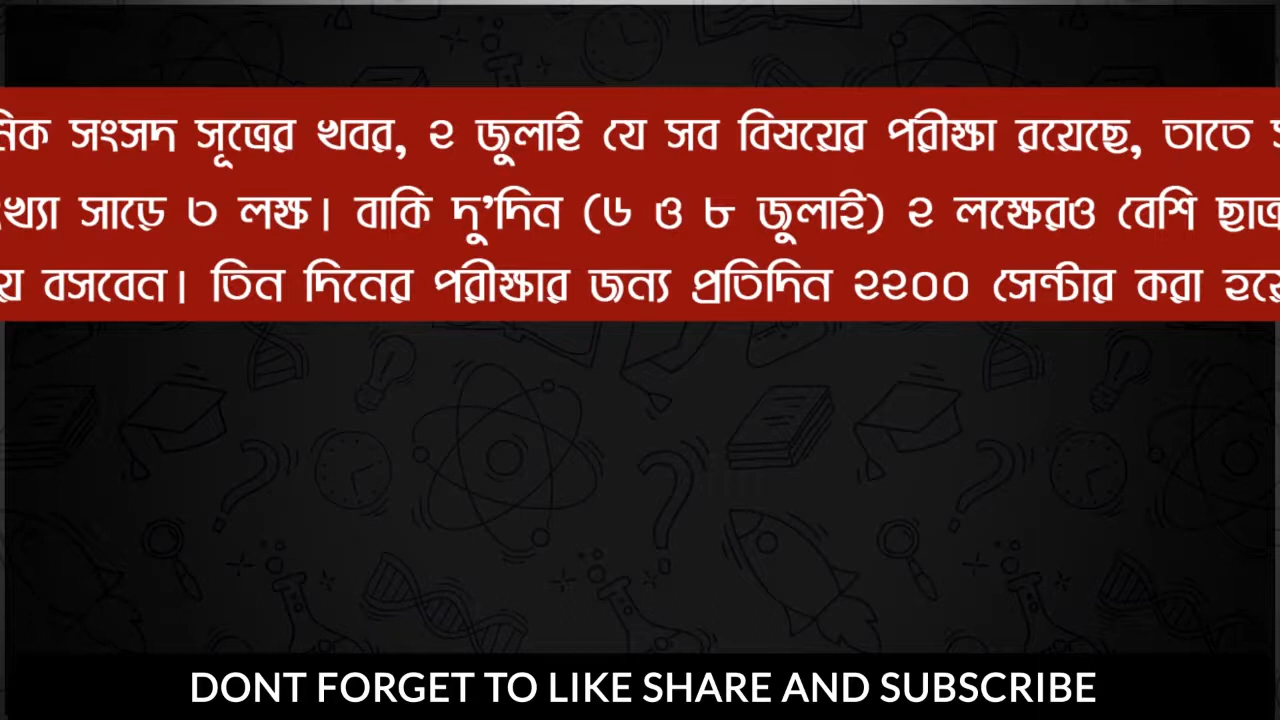 সংসদ সূত্রের খবর, ২ জুলাই যে সব বিষয়ের পরীক্ষা রয়েছে, তাতে
সাড়ে ৩ লক্ষ। বাকি দু’দিন (৬ ও ৮ জুলাই) ২ লক্ষেরও বেশি
বসবেন। তিন দিনের পরীক্ষার জন্য প্রতিদিন ২২০০ সেন্টার করা
DONT FORGET TO LIKE SHARE AND SUBSCRIBE